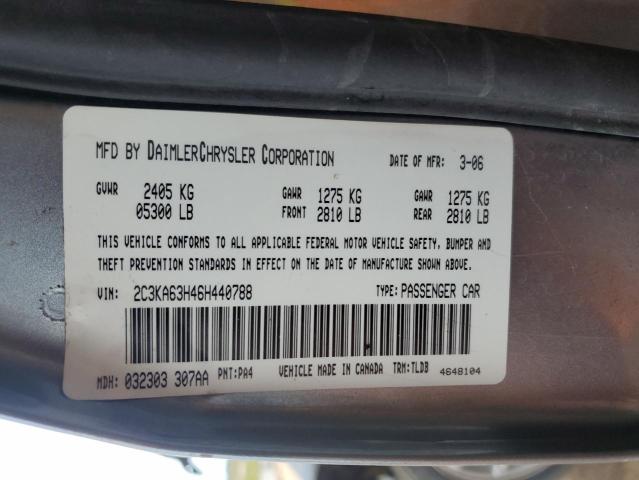 MFD BY DAIMLERCHRYSLER CORPORATION DATE OF MFR: 3-06
GVWR 2405 KG GAWR 1275 KG GAWR 1275 KG
05300 LB FRONT 2810 LB REAR 2810 LB
THIS VEHICLE CONFORMS TO ALL APPLICABLE FEDERAL MOTOR VEHICLE SAFETY, BUMPER AND
THEFT PREVENTION STANDARDS IN EFFECT ON THE DATE OF MANUFACTURE SHOWN ABOVE.
VIN: 2C3KA63H46H440788 TYPE: PASSENGER CAR
MDH: 032303 307AA PNT: PA4 VEHICLE MADE IN CANADA TRM: TLDB 4648104